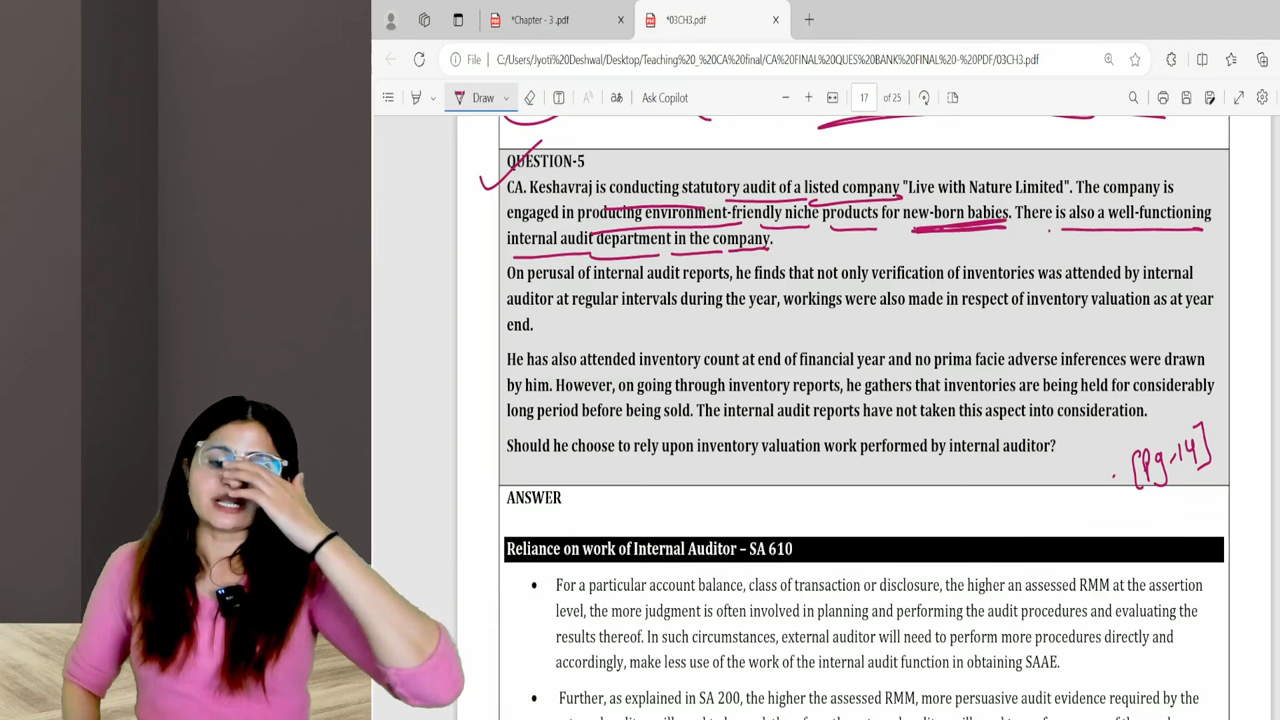 *Chapter - 3 .pdf
*03CH3.pdf
File
C:/Users/Jyoti%20Deshwal/Desktop/Teaching%20_%20CA%20final/CA%20FINAL%20QUES%20BANK%20FINAL%20-%20PDF/03CH3.pdf
Draw
Ask Copilot
17 of 25
QUESTION-5
CA. Keshavraj is conducting statutory audit of a listed company "Live with Nature Limited". The company is
engaged in producing environment-friendly niche products for new-born babies. There is also a well-functioning
internal audit department in the company.
On perusal of internal audit reports, he finds that not only verification of inventories was attended by internal
auditor at regular intervals during the year, workings were also made in respect of inventory valuation as at year
end.
He has also attended inventory count at end of financial year and no prima facie adverse inferences were drawn
by him. However, on going through inventory reports, he gathers that inventories are being held for considerably
long period before being sold. The internal audit reports have not taken this aspect into consideration.
Should he choose to rely upon inventory valuation work performed by internal auditor?
[Pg-14]
ANSWER
Reliance on work of Internal Auditor – SA 610
• For a particular account balance, class of transaction or disclosure, the higher an assessed RMM at the assertion
level, the more judgment is often involved in planning and performing the audit procedures and evaluating the
results thereof. In such circumstances, external auditor will need to perform more procedures directly and
accordingly, make less use of the work of the internal audit function in obtaining SAAE.
• Further, as explained in SA 200, the higher the assessed RMM, more persuasive audit evidence required by the